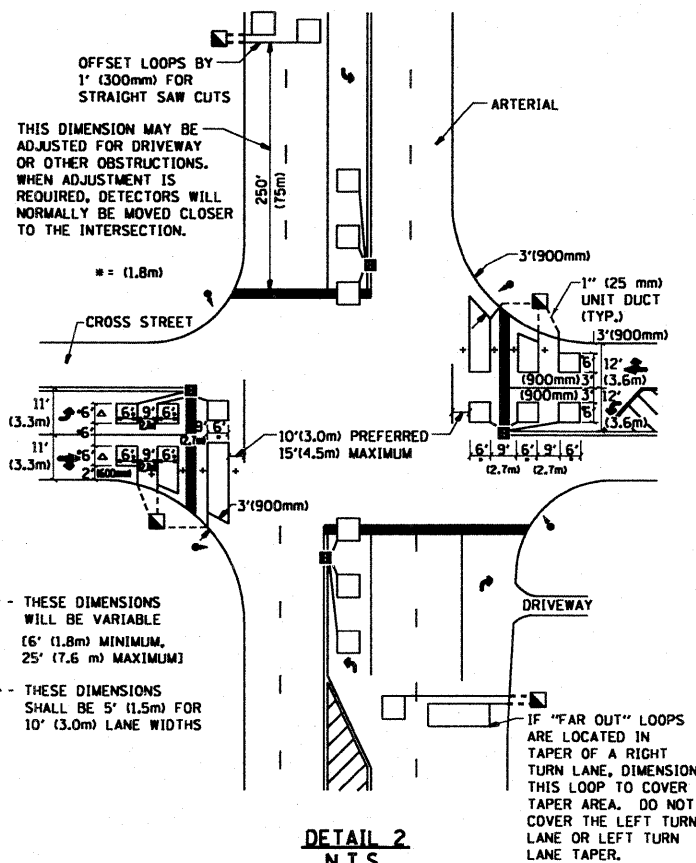 OFFSET LOOPS BY
1' (300mm) FOR
STRAIGHT SAW CUTS
THIS DIMENSION MAY BE
ADJUSTED FOR DRIVEWAY
OR OTHER OBSTRUCTIONS.
WHEN ADJUSTMENT IS
REQUIRED, DETECTORS WILL
NORMALLY BE MOVED CLOSER
TO THE INTERSECTION.
* = (1.8m)
250'
(75m)
ARTERIAL
3'(900mm)
1" (25 mm)
UNIT DUCT
(TYP.)
3'(900mm)
CROSS STREET
6'
12'
(3.6m)
(900mm) 3'
(900mm) 3'
12'
6'
(3.6m)
6' 9' 6' 9' 6'
(2.7m) (2.7m)
11'
(3.3m)
6'
6' 9' 6'
6'
9' 6'
(2.7m)
11'
(3.3m)
6'
6' 9' 6'
2' (600mm)
10'(3.0m) PREFERRED
15'(4.5m) MAXIMUM
3'(900mm)
- THESE DIMENSIONS
WILL BE VARIABLE
[6' (1.8m) MINIMUM,
25' (7.6 m) MAXIMUM]
- THESE DIMENSIONS
SHALL BE 5' (1.5m) FOR
10' (3.0m) LANE WIDTHS
DRIVEWAY
IF "FAR OUT" LOOPS
ARE LOCATED IN
TAPER OF A RIGHT
TURN LANE, DIMENSION
THIS LOOP TO COVER
TAPER AREA. DO NOT
COVER THE LEFT TURN
LANE OR LEFT TURN
LANE TAPER.
DETAIL 2
N.T.S.